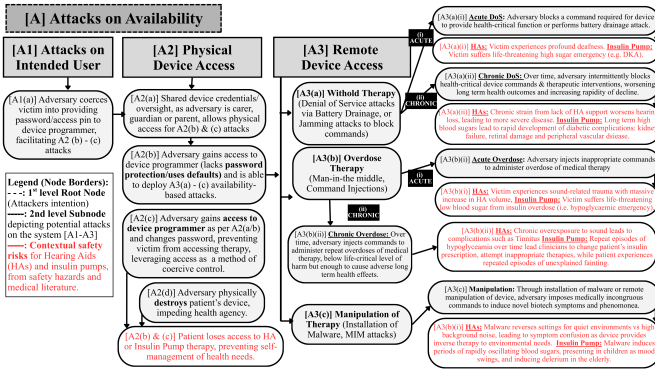 [A] Attacks on Availability
[A1] Attacks on
Intended User
[A1(a)] Adversary coerces
victim into providing
password/access pin to
device programmer,
facilitating A2 (b) - (c)
attacks
Legend (Node Borders):
- - -: 1st level Root Node
(Attackers intention)
——: 2nd level Subnode
depicting potential attacks
on the system [A1-A3]
——: Contextual safety
risks for Hearing Aids
(HAs) and insulin pumps,
from safety hazards and
medical literature.
[A2] Physical
Device Access
[A2(a)] Shared device credentials/
oversight, as adversary is carer,
guardian or parent, allows physical
access for A2(b) & (c) attacks
[A2(b)] Adversary gains access to
device programmer (lacks password
protection/uses defaults) and is able
to deploy A3(a) - (c) availability-
based attacks.
[A2(c)] Adversary gains access to
device programmer as per A2(a/b)
and changes password, preventing
victim from accessing therapy,
leveraging access as a method of
coercive control.
[A2(d)] Adversary physically
destroys patient's device,
impeding health agency.
[A2(b) & (c)] Patient loses access to HA
or Insulin Pump therapy, preventing self-
management of health needs.
[A3] Remote
Device Access
[A3(a)] Withold Therapy
(Denial of Service attacks
via Battery Drainage, or
Jamming attacks to block
commands)
[A3(b)] Overdose
Therapy
(Man-in-the middle,
Command Injections)
(i)
ACUTE
(ii)
CHRONIC
(i)
ACUTE
(ii)
CHRONIC
[A3(b)(ii)] Chronic Overdose: Over
time, adversary injects commands to
administer repeat overdoses of medical
therapy, below life-critical level of
harm but enough to cause adverse long
term health effects.
[A3(c)] Manipulation of
Therapy (Installation of
Malware, MIM attacks)
[A3(a)(i)] Acute DoS: Adversary blocks a command required for device
to provide health-critical function or performs battery drainage attack.
[A3(a)(i)] HAs: Victim experiences profound deafness. Insulin Pump:
Victim suffers life-threatening high sugar emergency (e.g. DKA).
[A3(a)(ii)] Chronic DoS: Over time, adversary intermittently blocks
health-critical device commands & therapeutic interventions, worsening
long term health outcomes and increasing rapidity of decline.
[A3(a)(ii)] HAs: Chronic strain from lack of HA support worsens hearing
loss, leading to more severe disease. Insulin Pump: Long term high
blood sugars lead to rapid development of diabetic complications: kidney
failure, retinal damage and peripheral vascular disease.
[A3(b)(i)] Acute Overdose: Adversary injects inappropriate commands
to administer overdose of medical therapy
[A3(b)(i)] HAs: Victim experiences sound-related trauma with massive
increase in HA volume. Insulin Pump: Victim suffers life-threatening
low blood sugar from insulin overdose (i.e. hypoglycaemic emergency).
[A3(b)(ii)] HAs: Chronic overexposure to sound leads to
complications such as Tinnitus Insulin Pump: Repeat episodes of
hypoglycemia over time lead clinicians to change patient's insulin
prescription, attempt inappropriate therapies, while patient experiences
repeated episodes of unexplained fainting.
[A3(c)] Manipulation: Through installation of malware or remote
manipulation of device, adversary imposes medically incongruous
commands to induce novel biotech symptoms and phenomena.
[A3(b)(i)] HAs: Malware reverses settings for quiet environments vs high
background noise, leading to symptom confusion as device provides
inverse therapy to environmental needs. Insulin Pump: Malware induces
periods of rapidly oscillating blood sugars, presenting in children as mood
swings, and inducing delerium in the elderly.